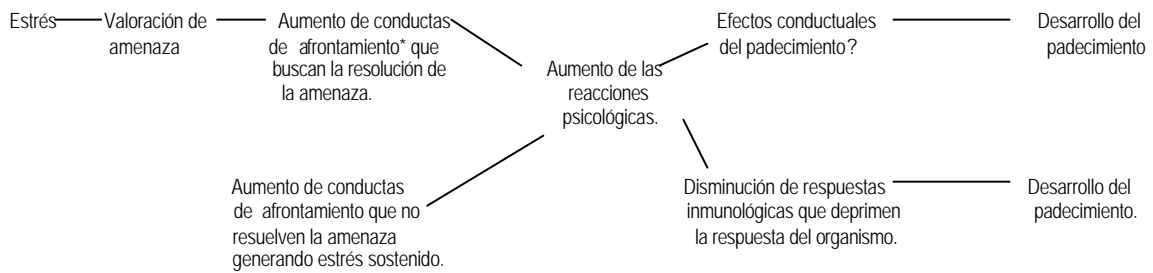 Estrés
Valoración de
amenaza
Aumento de conductas
de afrontamiento* que
buscan la resolución de
la amenaza.
Aumento de conductas
de afrontamiento que no
resuelven la amenaza
generando estrés sostenido.
Aumento de las
reacciones
psicológicas.
Efectos conductuales
del padecimiento?
Desarrollo del
padecimiento
Disminución de respuestas
inmunológicas que deprimen
la respuesta del organismo.
Desarrollo del
padecimiento.